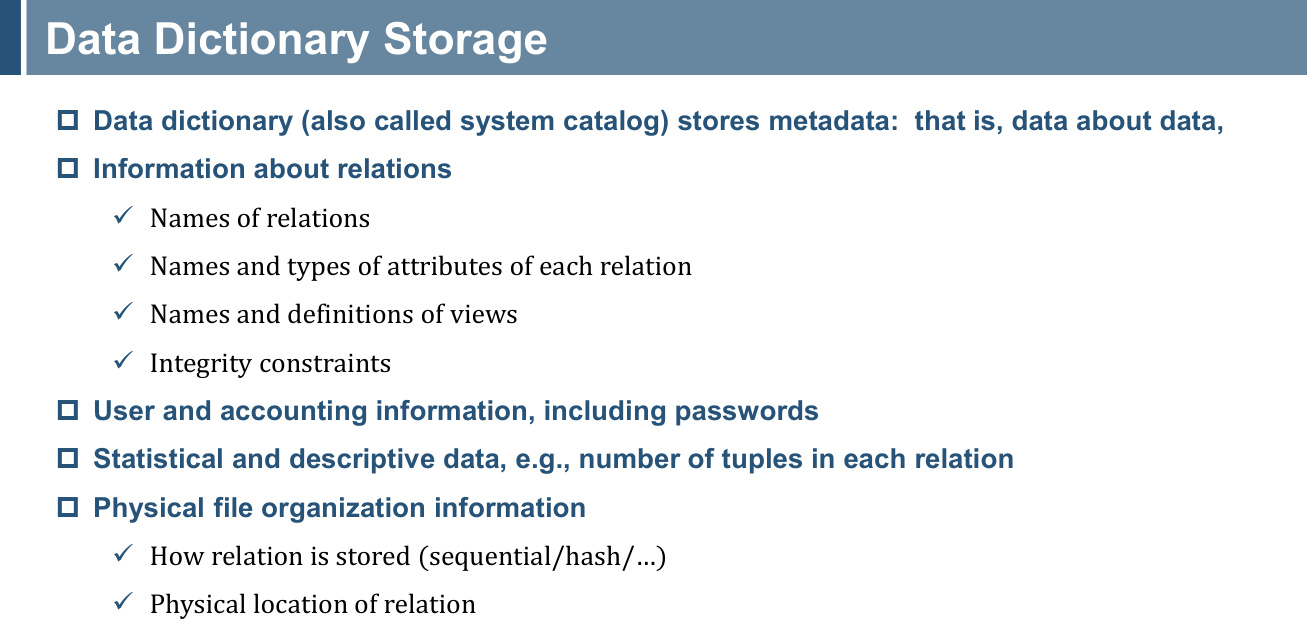 Data Dictionary Storage
Data dictionary (also called system catalog) stores metadata:  that is, data about data,
Information about relations
Names of relations
Names and types of attributes of each relation
Names and definitions of views
Integrity constraints
User and accounting information, including passwords
Statistical and descriptive data, e.g., number of tuples in each relation
Physical file organization information
How relation is stored (sequential/hash/…)
Physical location of relation